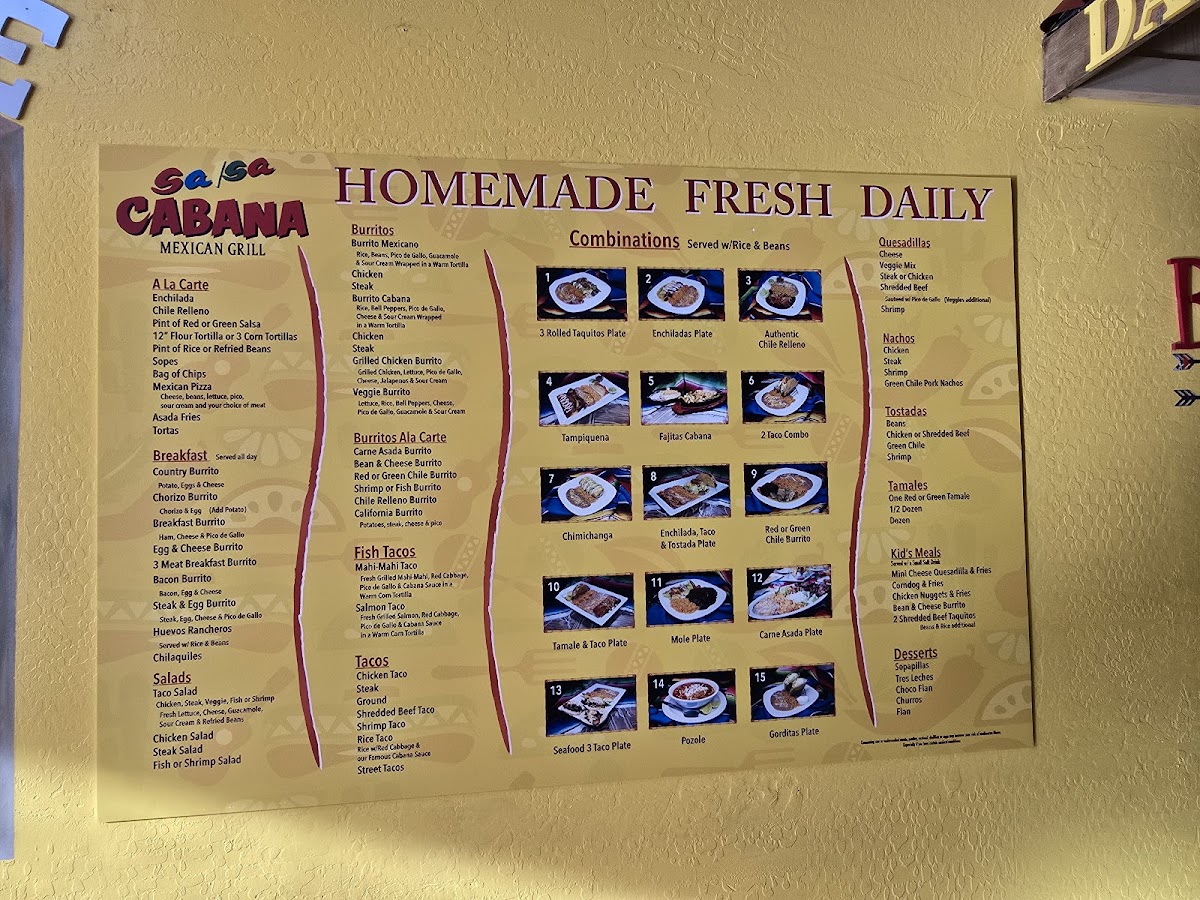 Salsa
CABANA
MEXICAN GRILL
HOMEMADE FRESH DAILY
A La Carte
Enchilada
Chile Relleno
Pint of Red or Green Salsa
12" Flour Tortilla or 3 Corn Tortillas
Pint of Rice or Refried Beans
Sopes
Bag of Chips
Mexican Pizza
Cheese, beans, lettuce, pico,
sour cream and your choice of meat
Asada Fries
Tortas
Breakfast Served all day
Country Burrito
Potato, Eggs & Cheese
Chorizo Burrito
Chorizo & Egg (Add Potato)
Breakfast Burrito
Ham, Cheese & Pico de Gallo
Egg & Cheese Burrito
3 Meat Breakfast Burrito
Bacon Burrito
Bacon, Egg & Cheese
Steak & Egg Burrito
Steak, Egg, Cheese & Pico de Gallo
Huevos Rancheros
Served w/ Rice & Beans
Chilaquiles
Salads
Taco Salad
Chicken, Steak, Veggie, Fish or Shrimp
Fresh Lettuce, Cheese, Guacamole,
Sour Cream & Refried Beans
Chicken Salad
Steak Salad
Fish or Shrimp Salad
Burritos
Burrito Mexicano
Rice, Beans, Pico de Gallo, Guacamole
& Sour Cream Wrapped in a Warm Tortilla
Chicken
Steak
Burrito Cabana
Rice, Bell Peppers, Pico de Gallo,
Cheese & Sour Cream Wrapped
in a Warm Tortilla
Chicken
Steak
Grilled Chicken Burrito
Grilled Chicken, Lettuce, Pico de Gallo,
Cheese, Jalapenos & Sour Cream
Veggie Burrito
Lettuce, Rice, Bell Peppers, Cheese,
Pico de Gallo, Guacamole & Sour Cream
Burritos Ala Carte
Carne Asada Burrito
Bean & Cheese Burrito
Red or Green Chile Burrito
Shrimp or Fish Burrito
Chile Relleno Burrito
California Burrito
Potatoes, steak, cheese & pico
Fish Tacos
Mahi-Mahi Taco
Fresh Grilled Mahi-Mahi, Red Cabbage,
Pico de Gallo & Cabana Sauce in a
Warm Corn Tortilla
Salmon Taco
Fresh Grilled Salmon, Red Cabbage,
Pico de Gallo & Cabana Sauce
in a Warm Corn Tortilla
Tacos
Chicken Taco
Steak
Ground
Shredded Beef Taco
Shrimp Taco
Rice Taco
Rice w/Red Cabbage &
our Famous Cabana Sauce
Street Tacos
Combinations Served w/Rice & Beans
1
3 Rolled Taquitos Plate
2
Enchiladas Plate
3
Authentic
Chile Relleno
4
Tampiquena
5
Fajitas Cabana
6
2 Taco Combo
7
Chimichanga
8
Enchilada, Taco
& Tostada Plate
9
Red or Green
Chile Burrito
10
Tamale & Taco Plate
11
Mole Plate
12
Carne Asada Plate
13
Seafood 3 Taco Plate
14
Pozole
15
Gorditas Plate
Quesadillas
Cheese
Veggie Mix
Steak or Chicken
Shredded Beef
Sauteed w/ Pico de Gallo (Veggies additional)
Shrimp
Nachos
Chicken
Steak
Shrimp
Green Chile Pork Nachos
Tostadas
Beans
Chicken or Shredded Beef
Green Chile
Shrimp
Tamales
One Red or Green Tamale
1/2 Dozen
Dozen
Kid's Meals
Served w/ a Small Soft Drink
Mini Cheese Quesadilla & Fries
Corndog & Fries
Chicken Nuggets & Fries
Bean & Cheese Burrito
2 Shredded Beef Taquitos
Beans & Rice additional
Desserts
Sopapillas
Tres Leches
Choco Flan
Churros
Flan
DA